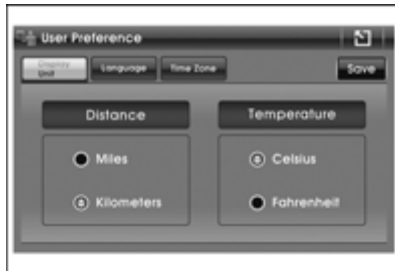 User Preference
Display Unit
Language
Time Zone
Save
Distance
Temperature
Miles
Celsius
Kilometers
Fahrenheit